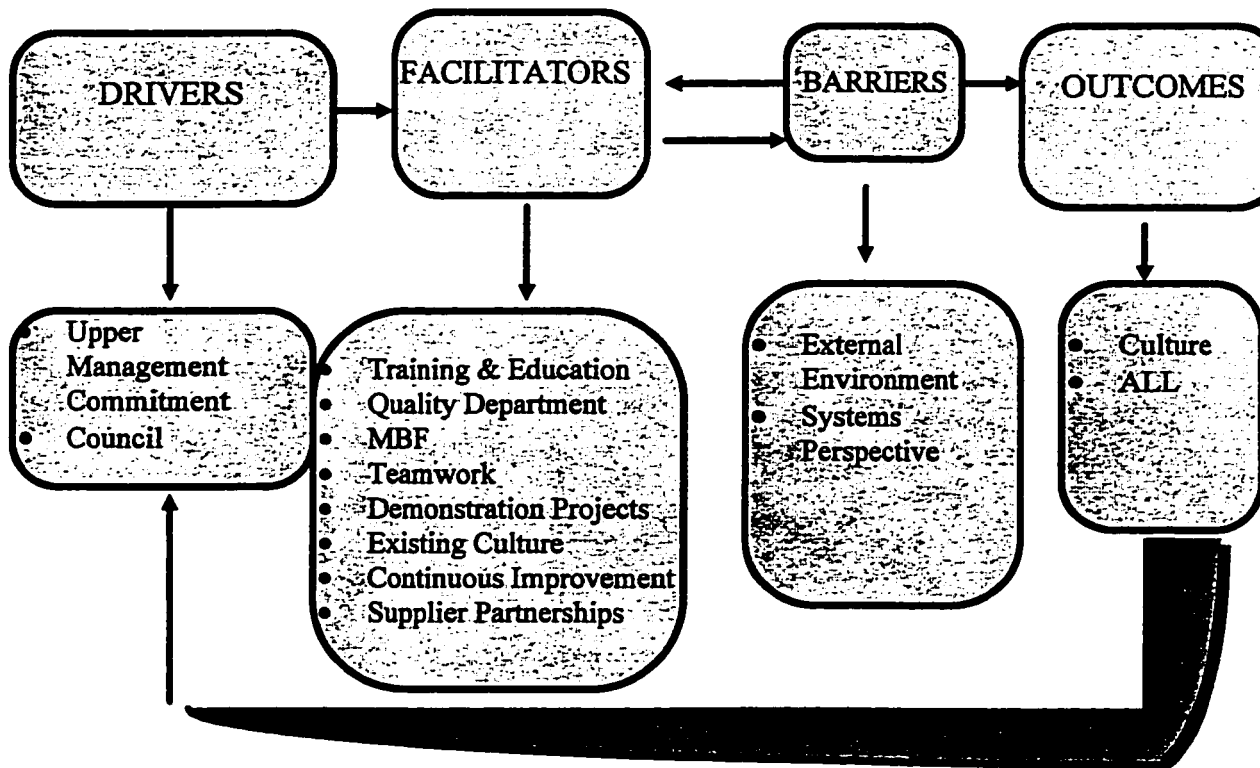 DRIVERS
FACILITATORS
BARRIERS
OUTCOMES
• Upper
Management
Commitment
• Council
• Training & Education
• Quality Department
• MBF
• Teamwork
• Demonstration Projects
• Existing Culture
• Continuous Improvement
• Supplier Partnerships
• External
Environment
• Systems
Perspective
• Culture
• ALL